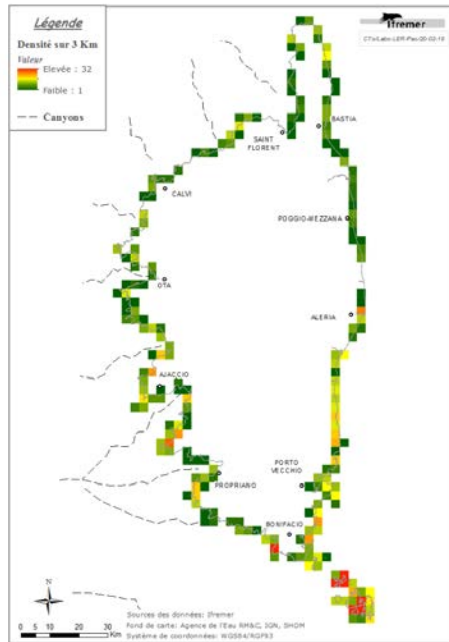 Légende
Densité sur 3 Km
Valeur
Elevée : 32
Faible : 1
Canyons
Ifremer
BASTIA
SAINT
FLORENT
CALVI
POGGIO-MEZZANA
OTA
ALERIA
AJACCIO
PORTO
VECCHIO
PROPRIANO
BONIFACIO
N
Sources des données: Ifremer
Fond de carte: Agence de l'Eau RM&C, IGN, SHOM
Système de coordonnées: WGS84/RGF93
0 5 10 20 30
Km